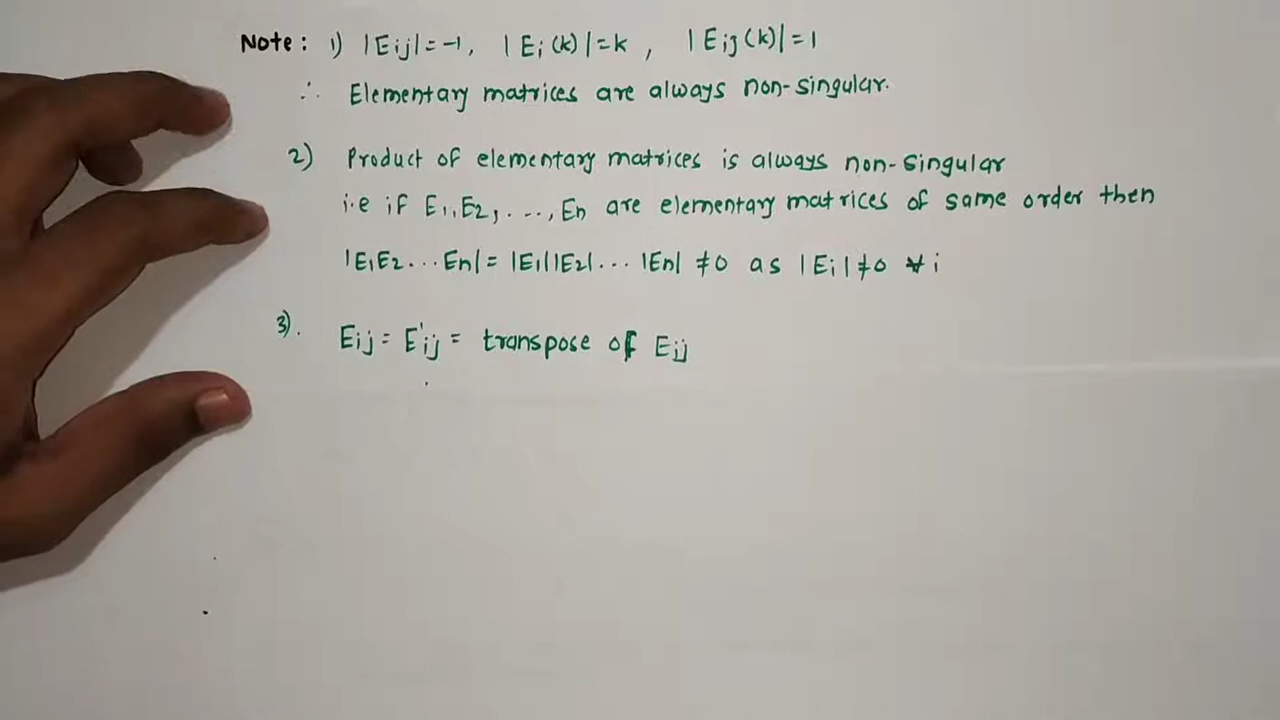 Note: 1) |Eij| = -1, |Ei(k)| = k, |Eij(k)| = 1
∴ Elementary matrices are always non-singular.
2) Product of elementary matrices is always non-singular
i.e if E1, E2, ..., En are elementary matrices of same order then
|E1E2...En| = |E1||E2|...|En| ≠0 as |Ei| ≠0 ∀ i
3). Eij = E'ij = transpose of Eij